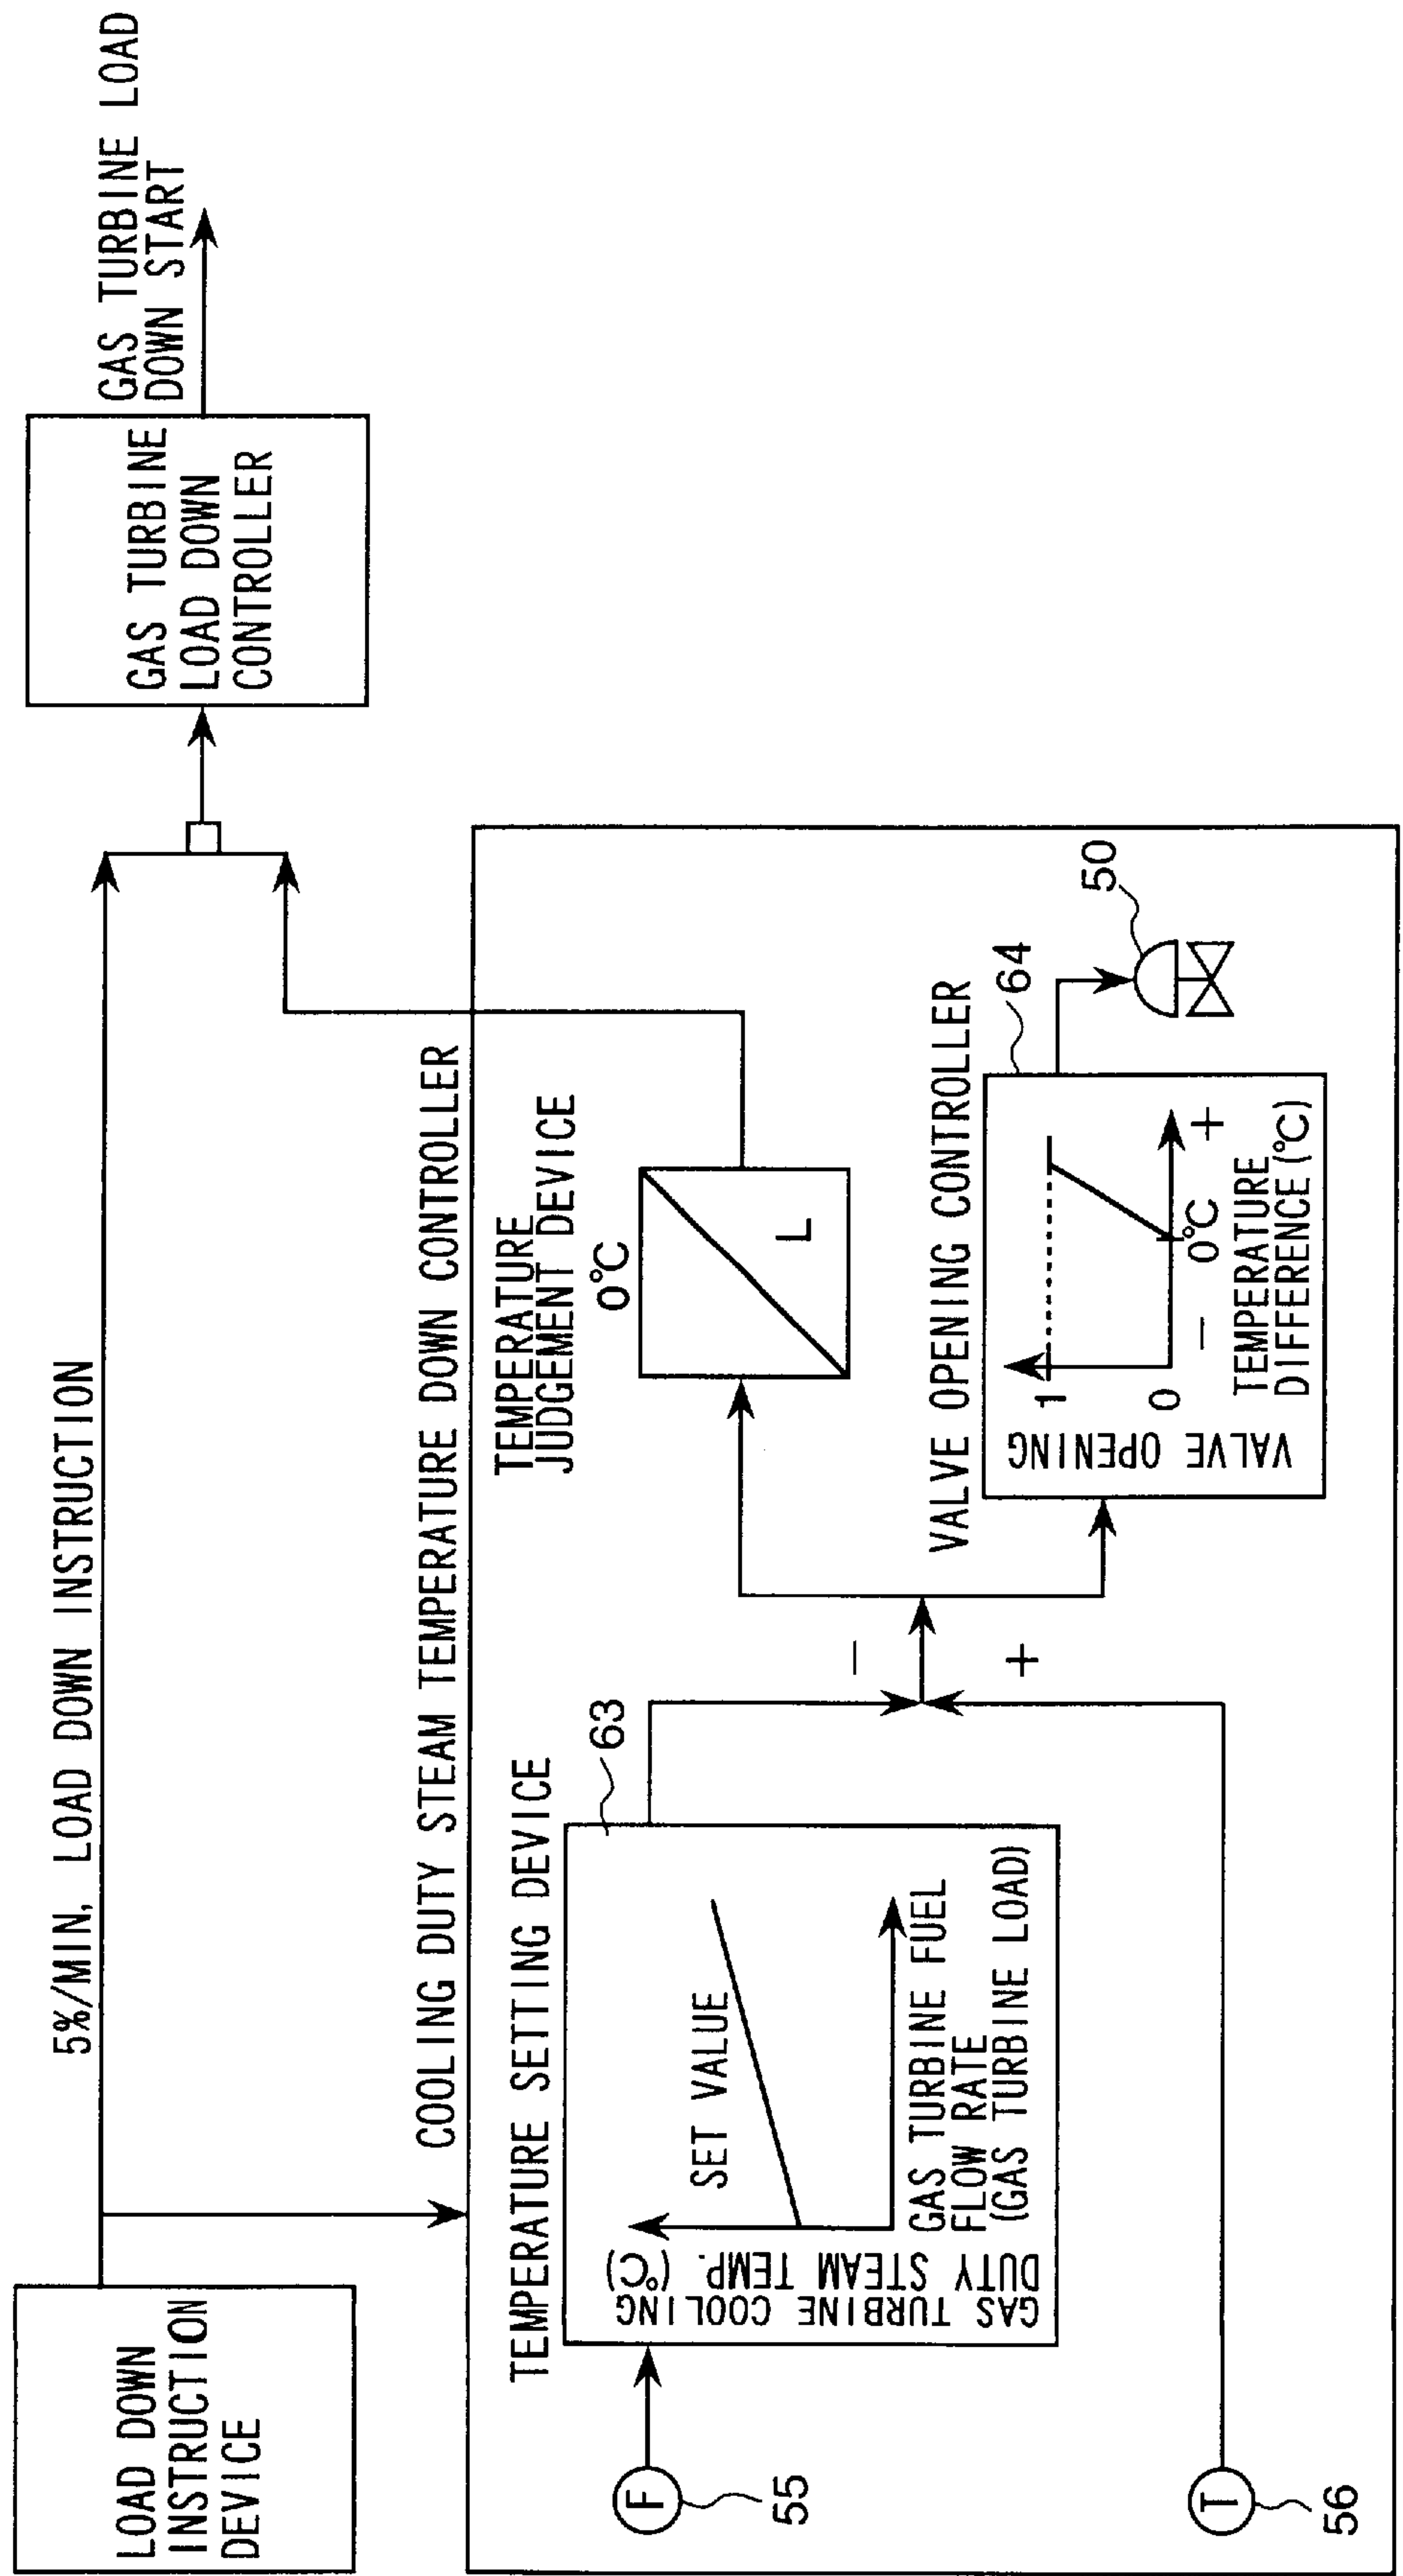 LOAD DOWN
INSTRUCTION
DEVICE
5%/MIN, LOAD DOWN INSTRUCTION
GAS TURBINE
LOAD DOWN
CONTROLLER
GAS TURBINE LOAD
DOWN START
COOLING DUTY STEAM TEMPERATURE DOWN CONTROLLER
TEMPERATURE SETTING DEVICE
63
F
55
GAS TURBINE COOLING
DUTY STEAM TEMP. (℃)
SET VALUE
GAS TURBINE FUEL
FLOW RATE
(GAS TURBINE LOAD)
T
56
−
+
TEMPERATURE
JUDGEMENT DEVICE
0℃
L
VALVE OPENING CONTROLLER
64
VALVE OPENING
1
0
− 0℃ +
TEMPERATURE
DIFFERENCE(℃)
50